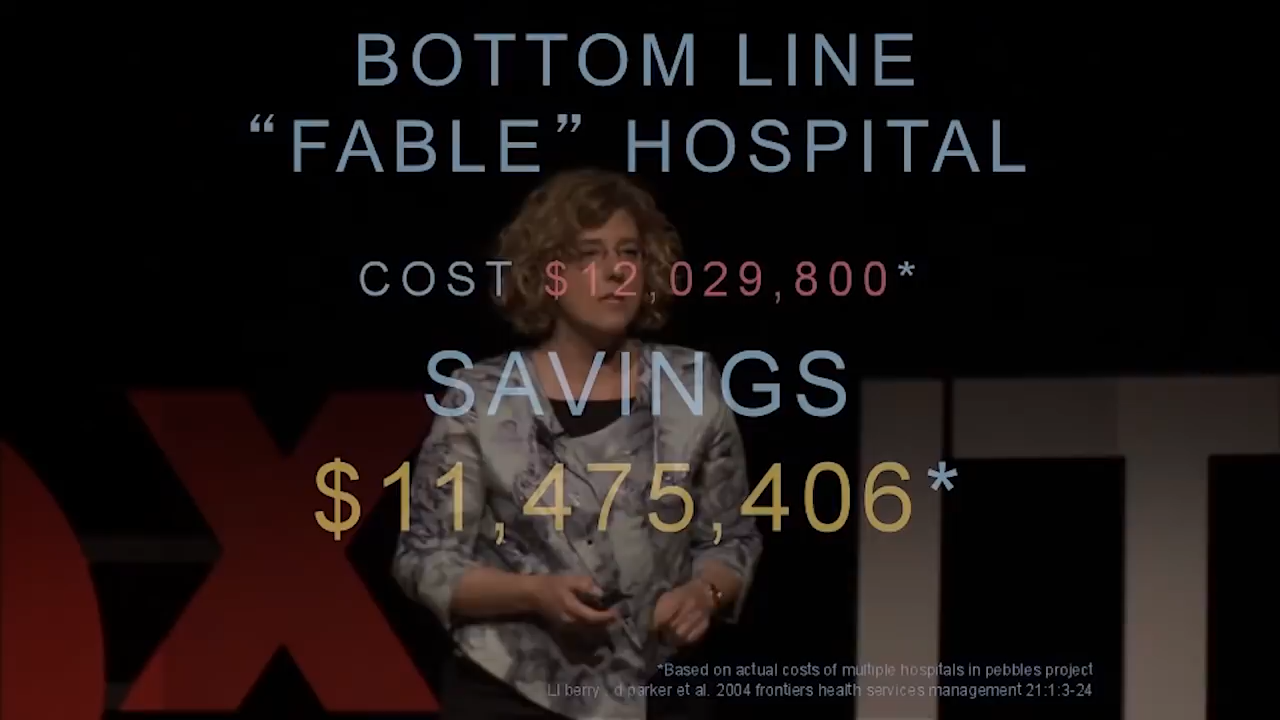 BOTTOM LINE
“FABLE” HOSPITAL
COST $12,029,800*
SAVINGS
$11,475,406*
*Based on actual costs of multiple hospitals in pebbles project
berry . d parker et al. 2004 frontiers health services management 21:1:3-24
X IT